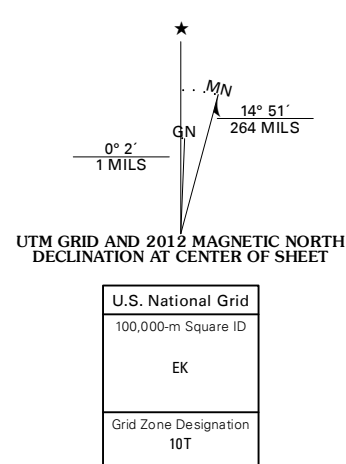 ★
MN
14° 51´
264 MILS
GN
0° 2´
1 MILS
UTM GRID AND 2012 MAGNETIC NORTH
DECLINATION AT CENTER OF SHEET
U.S. National Grid
100,000-m Square ID
EK
Grid Zone Designation
10T